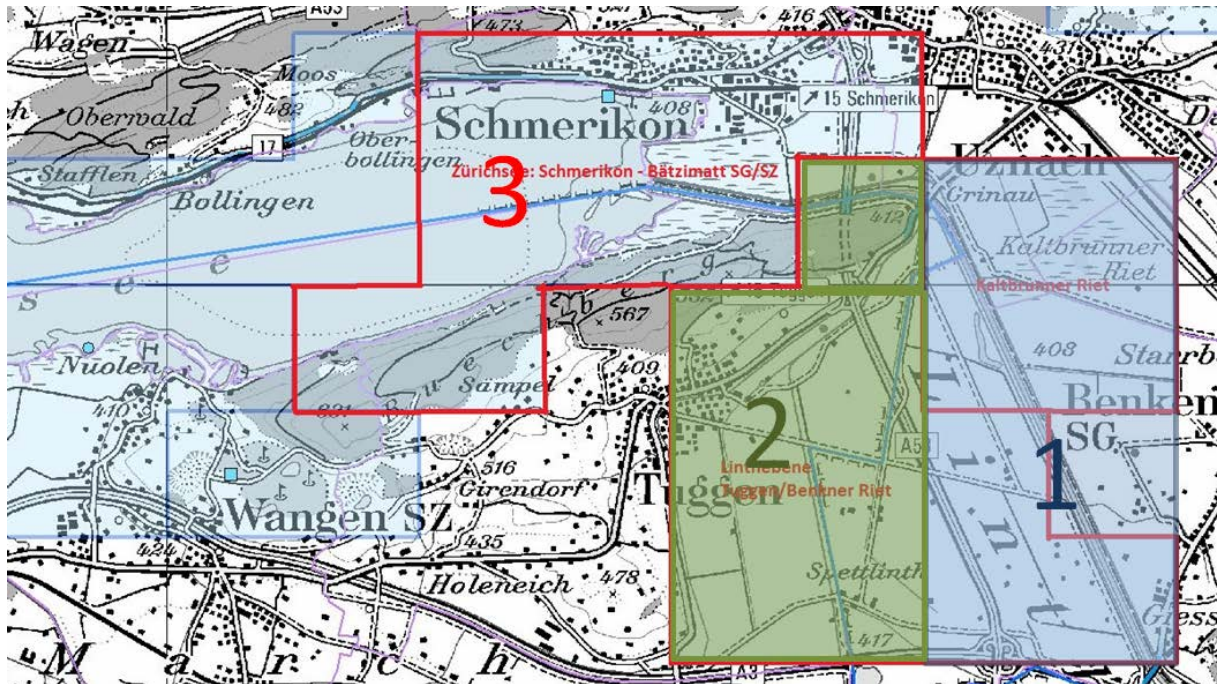 A53
473
416
431
Wagen
Moos
482
Oberwald
408
15 Schmerikon
Schmerikon
17
Ober-
bollingen
Stafflen
3
Zürichsee: Schmerikon - Bätzimatt SG/SZ
Uznach
Bollingen
412
Grinau
Kaltbrunner
Riet
Kaltbrunner Riet
s e e
567
Nuolen
409
408
Sämpel
Benken
SG
410
2
A53
1
Linthebene
Tuggen/Benkner Riet
516
Tuggen
Girendorf
Wangen SZ
435
424
Holeneich
478
Spettlinth
417
March
A3